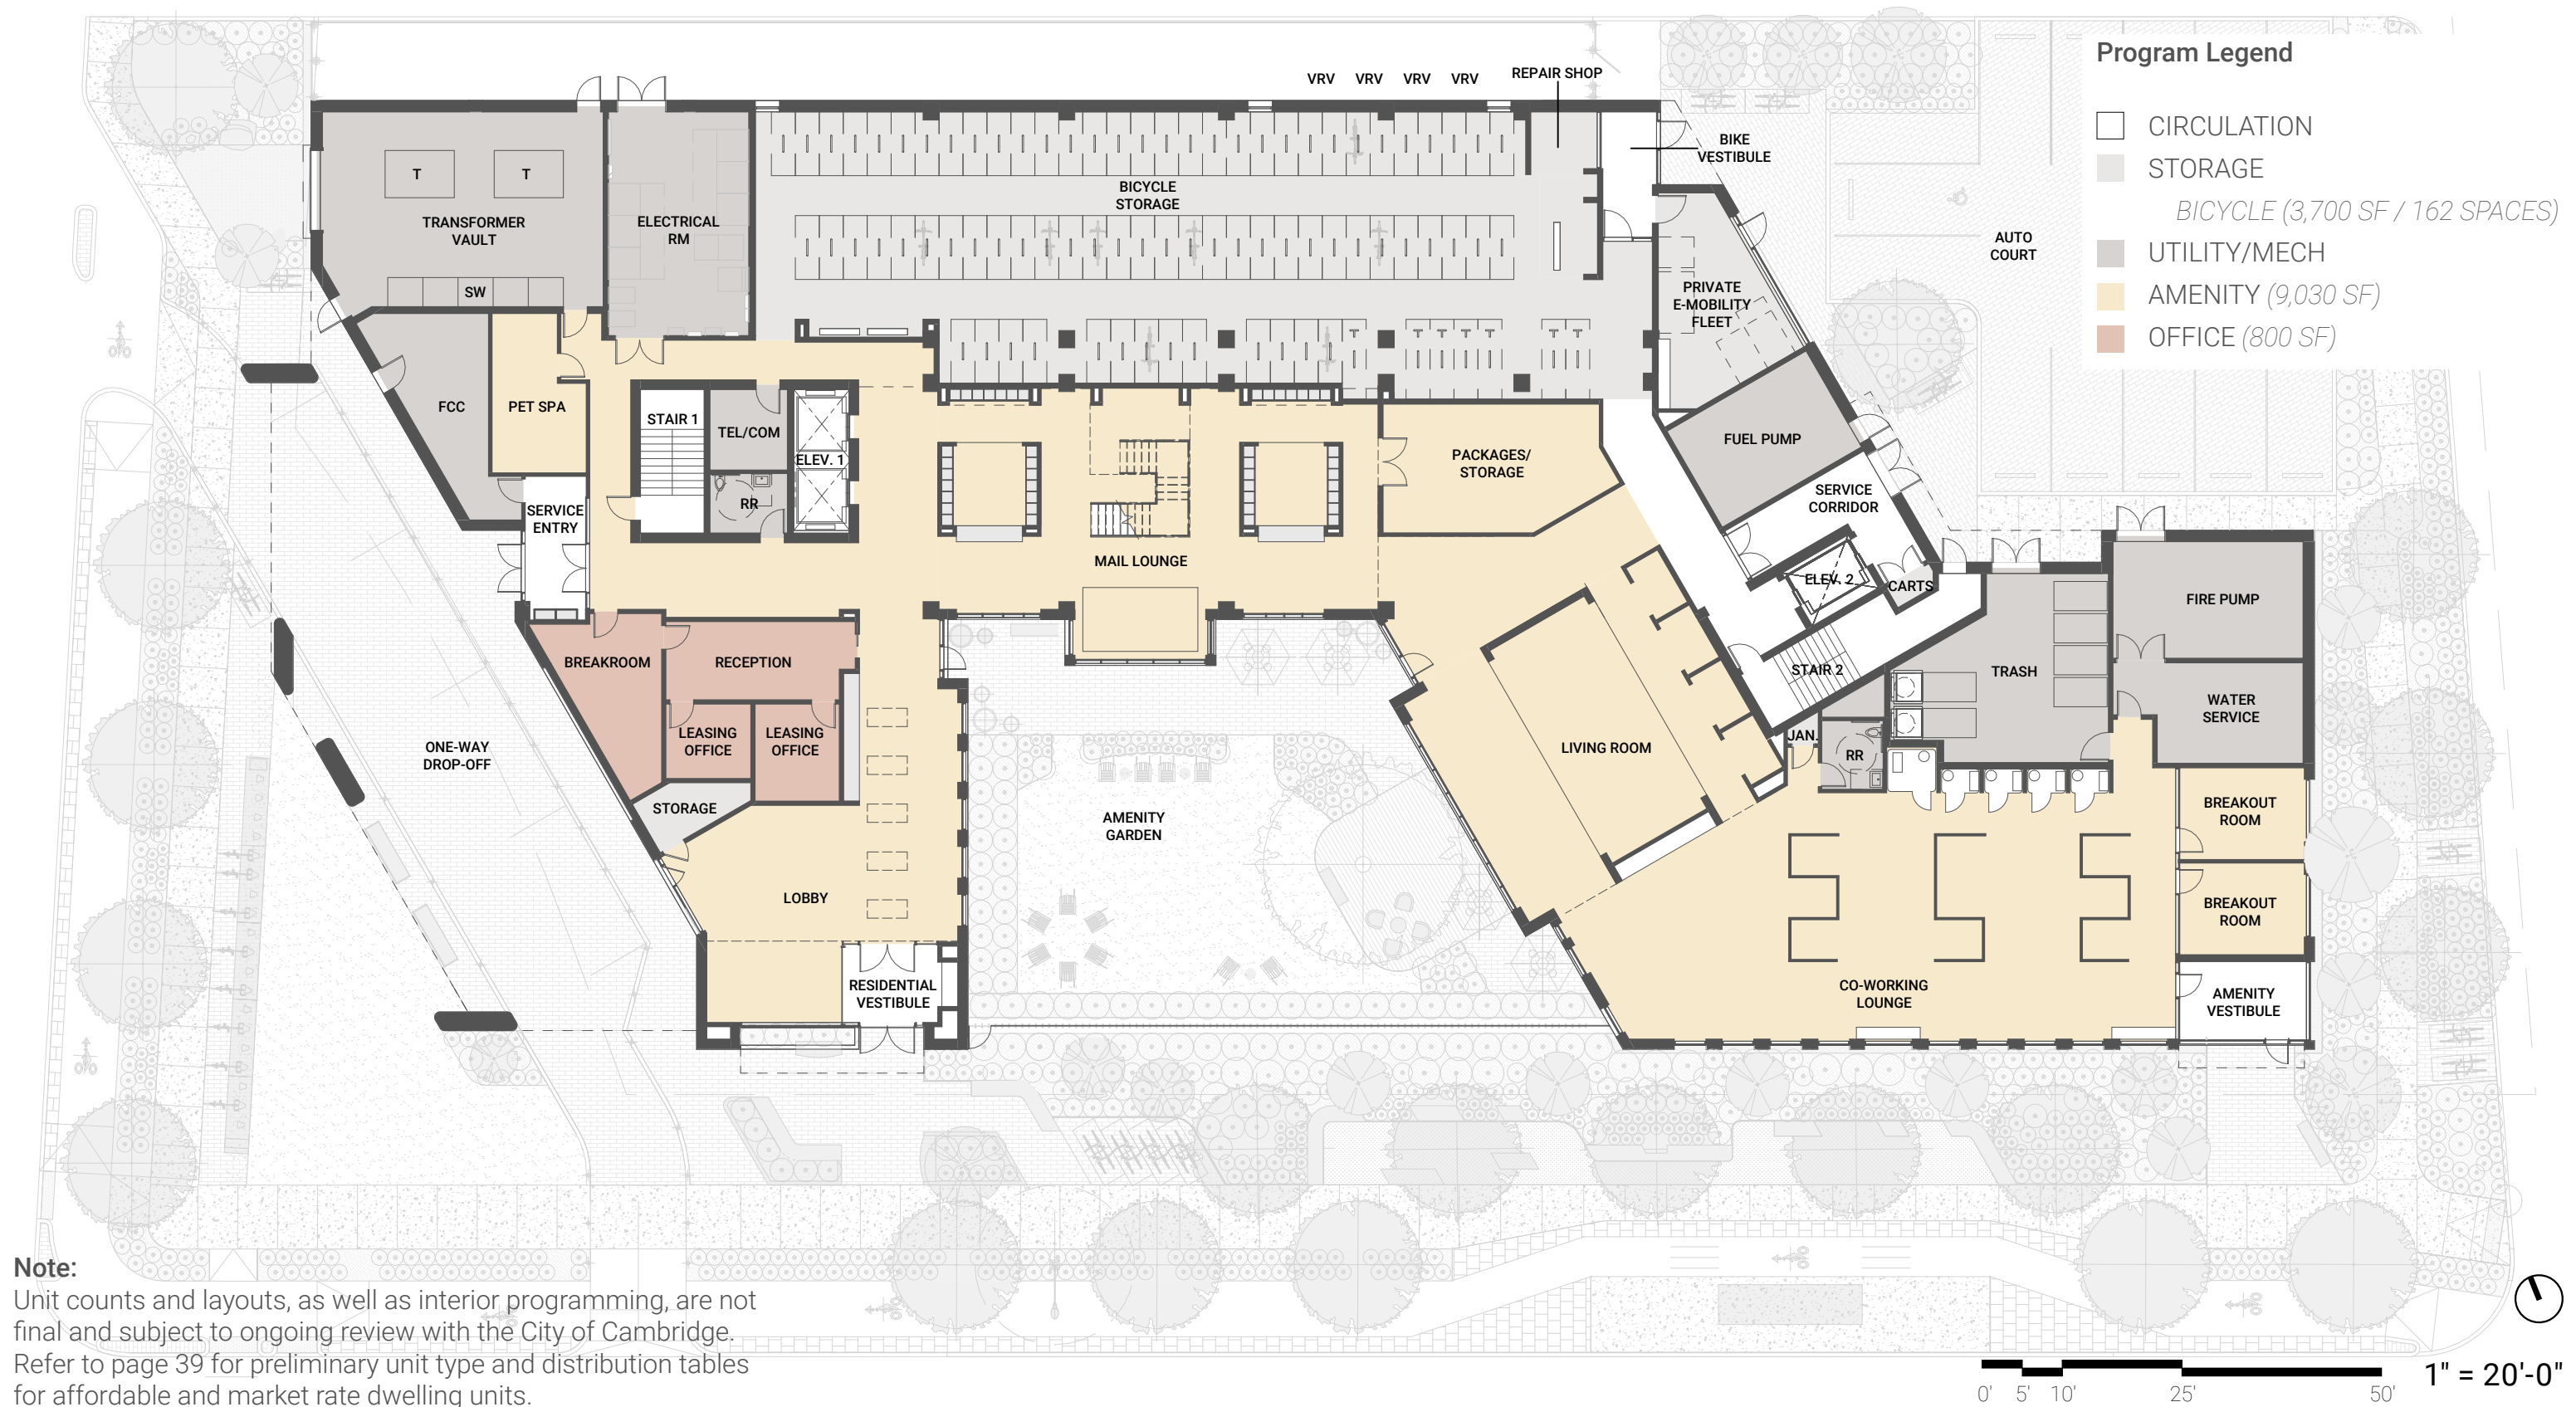 Program Legend
CIRCULATION
STORAGE
BICYCLE (3,700 SF / 162 SPACES)
UTILITY/MECH
AMENITY (9,030 SF)
OFFICE (800 SF)
VRV VRV VRV VRV
REPAIR SHOP
BIKE
VESTIBULE
T
T
TRANSFORMER
VAULT
SW
ELECTRICAL
RM
BICYCLE
STORAGE
AUTO
COURT
PRIVATE
E-MOBILITY
FLEET
FCC
PET SPA
STAIR 1
TEL/COM
ELEV. 1
RR
SERVICE
ENTRY
PACKAGES/
STORAGE
FUEL PUMP
SERVICE
CORRIDOR
MAIL LOUNGE
ELEV. 2
CARTS
FIRE PUMP
BREAKROOM
RECEPTION
STAIR 2
TRASH
WATER
SERVICE
LEASING
OFFICE
LEASING
OFFICE
ONE-WAY
DROP-OFF
LIVING ROOM
JAN.
RR
STORAGE
AMENITY
GARDEN
BREAKOUT
ROOM
LOBBY
BREAKOUT
ROOM
RESIDENTIAL
VESTIBULE
CO-WORKING
LOUNGE
AMENITY
VESTIBULE
Note:
Unit counts and layouts, as well as interior programming, are not
final and subject to ongoing review with the City of Cambridge.
Refer to page 39 for preliminary unit type and distribution tables
for affordable and market rate dwelling units.
0' 5' 10' 25' 50'
1" = 20'-0"